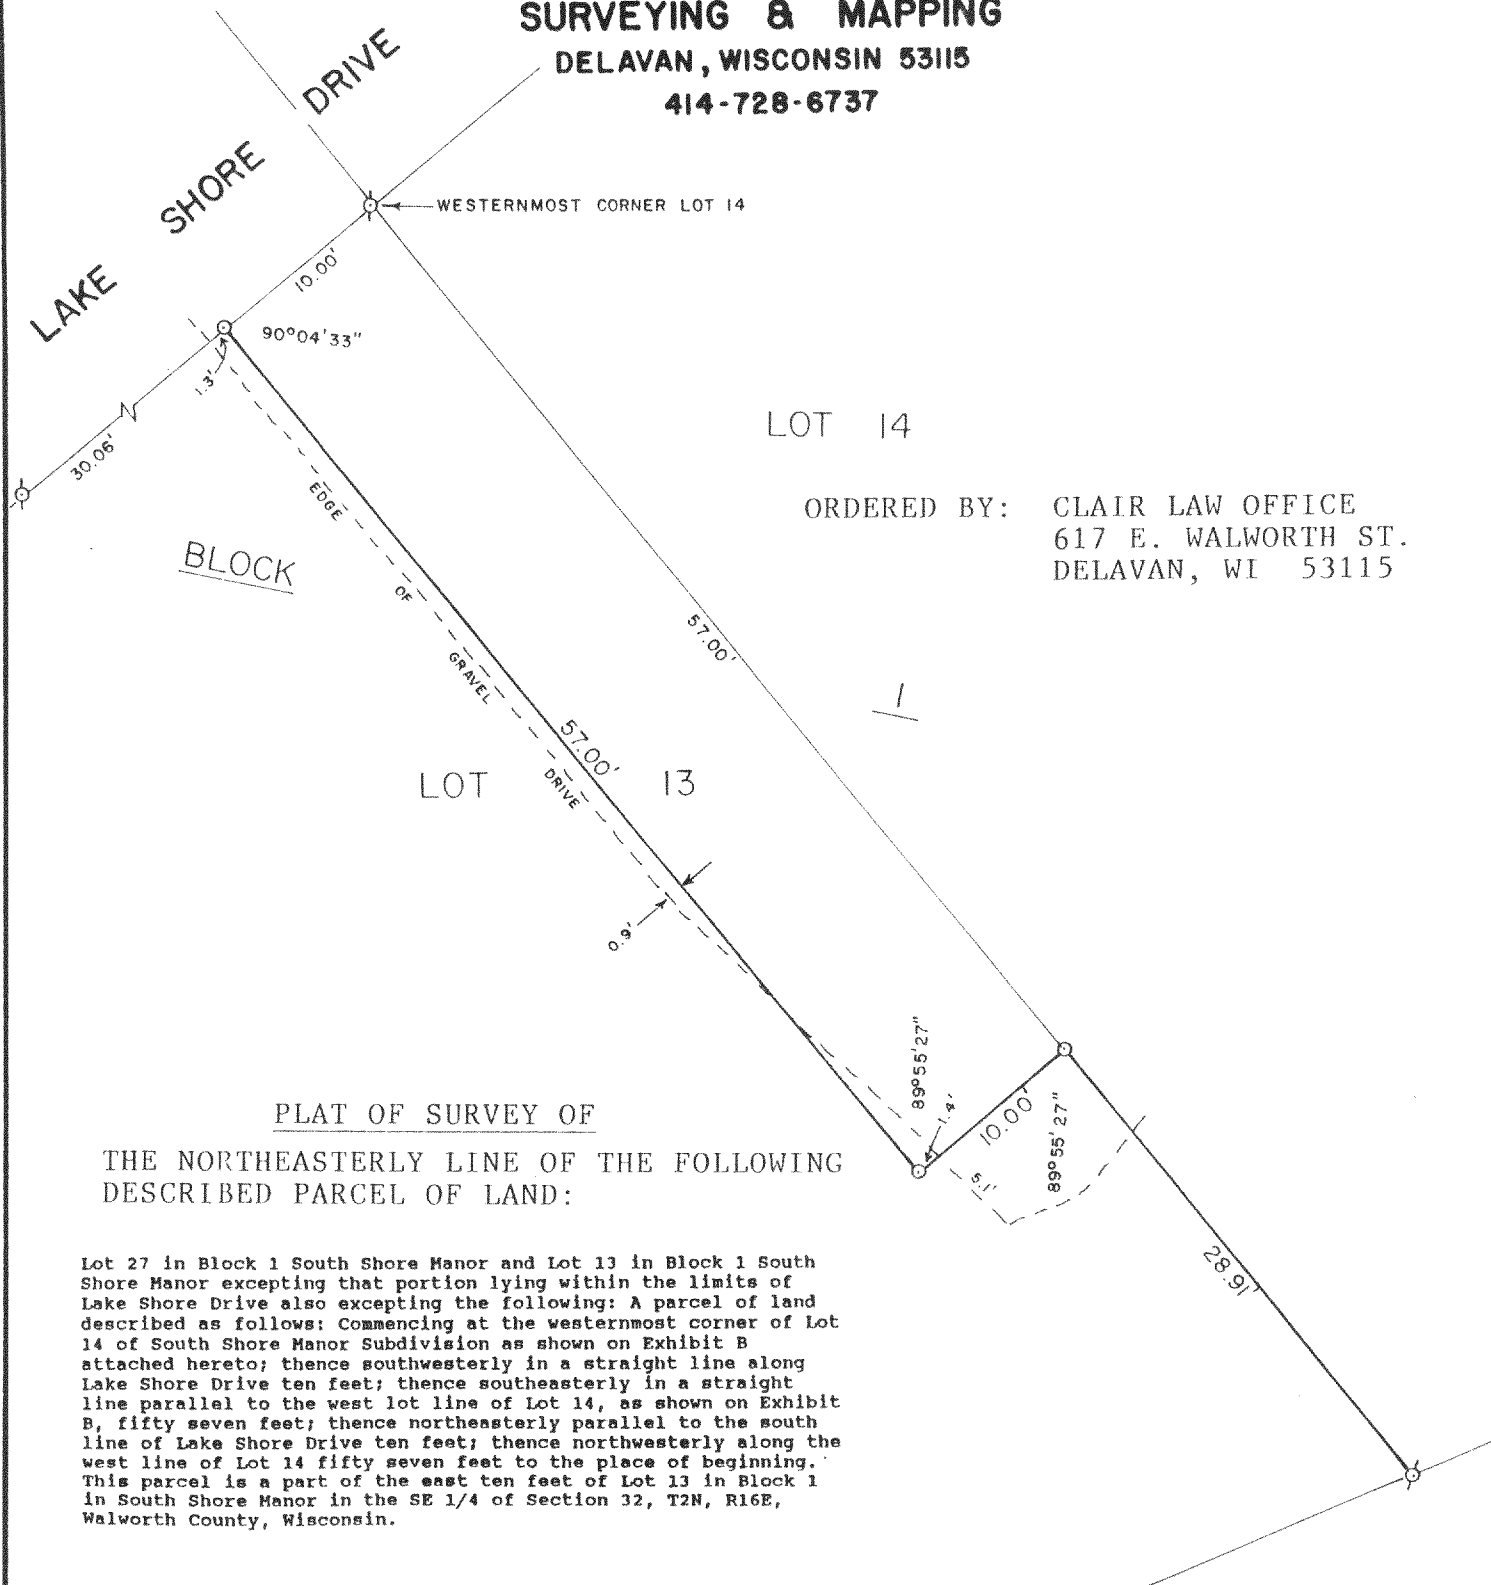 SURVEYING & MAPPING
DELAVAN, WISCONSIN 53115
414-728-6737
LAKE SHORE DRIVE
WESTERNMOST CORNER LOT 14
10.00'
90°04'33"
1.3'
30.06'
LOT 14
ORDERED BY: CLAIR LAW OFFICE
617 E. WALWORTH ST.
DELAVAN, WI 53115
BLOCK
EDGE OF GRAVEL DRIVE
57.00'
1
57.00'
LOT 13
0.9'
89°55'27"
1.4'
10.00'
89°55'27"
5.1'
28.91'
PLAT OF SURVEY OF
THE NORTHEASTERLY LINE OF THE FOLLOWING
DESCRIBED PARCEL OF LAND:
Lot 27 in Block 1 South Shore Manor and Lot 13 in Block 1 South
Shore Manor excepting that portion lying within the limits of
Lake Shore Drive also excepting the following: A parcel of land
described as follows: Commencing at the westernmost corner of Lot
14 of South Shore Manor Subdivision as shown on Exhibit B
attached hereto; thence southwesterly in a straight line along
Lake Shore Drive ten feet; thence southeasterly in a straight
line parallel to the west lot line of Lot 14, as shown on Exhibit
B, fifty seven feet; thence northeasterly parallel to the south
line of Lake Shore Drive ten feet; thence northwesterly along the
west line of Lot 14 fifty seven feet to the place of beginning.
This parcel is a part of the east ten feet of Lot 13 in Block 1
in South Shore Manor in the SE 1/4 of Section 32, T2N, R16E,
Walworth County, Wisconsin.